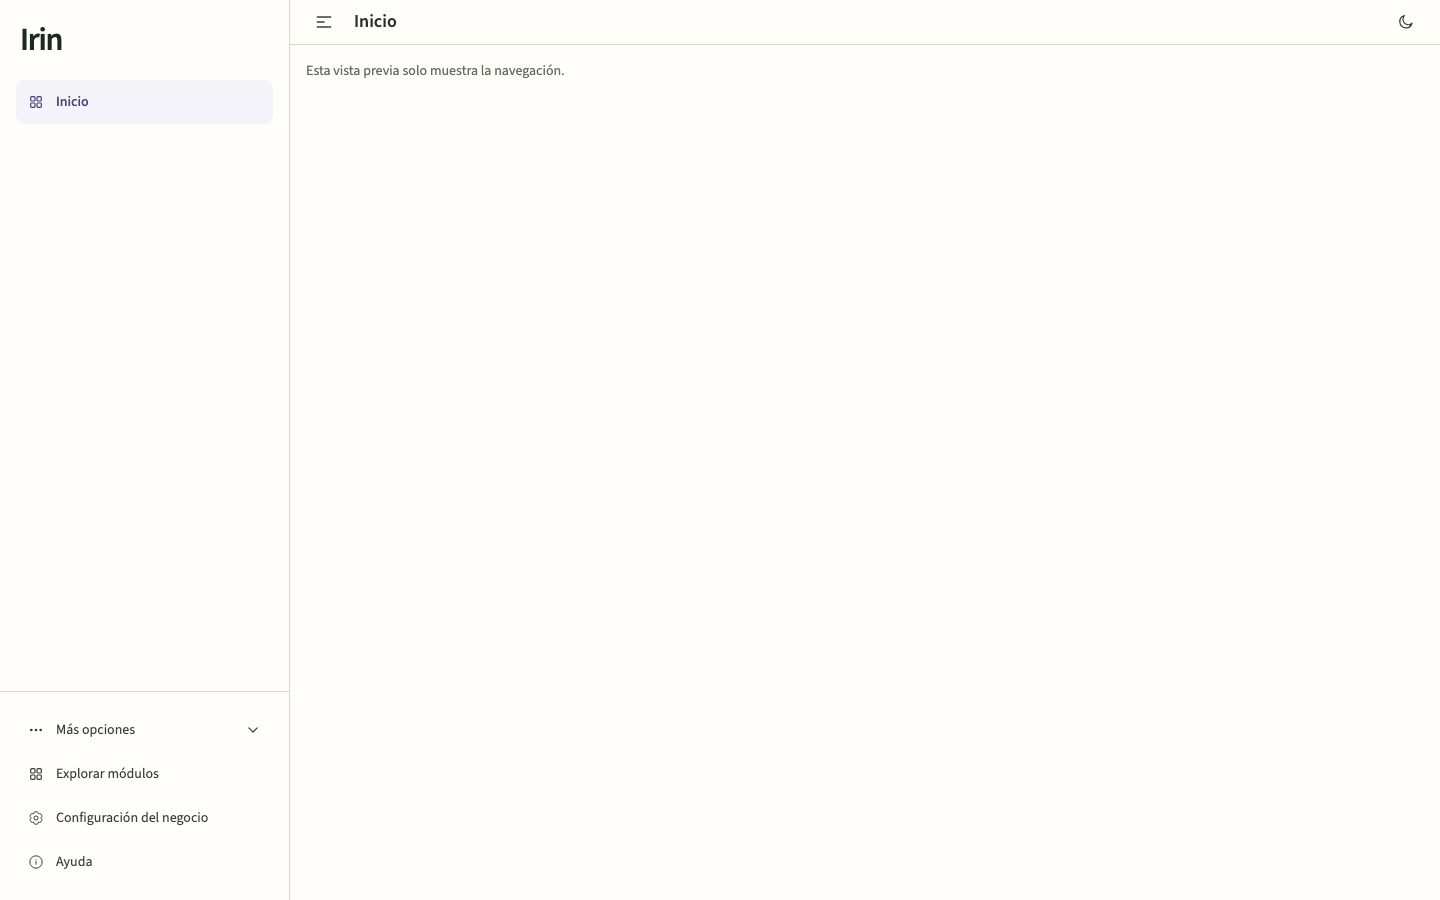 Irin
Inicio
Inicio
Esta vista previa solo muestra la navegación.
Más opciones
Explorar módulos
Configuración del negocio
Ayuda